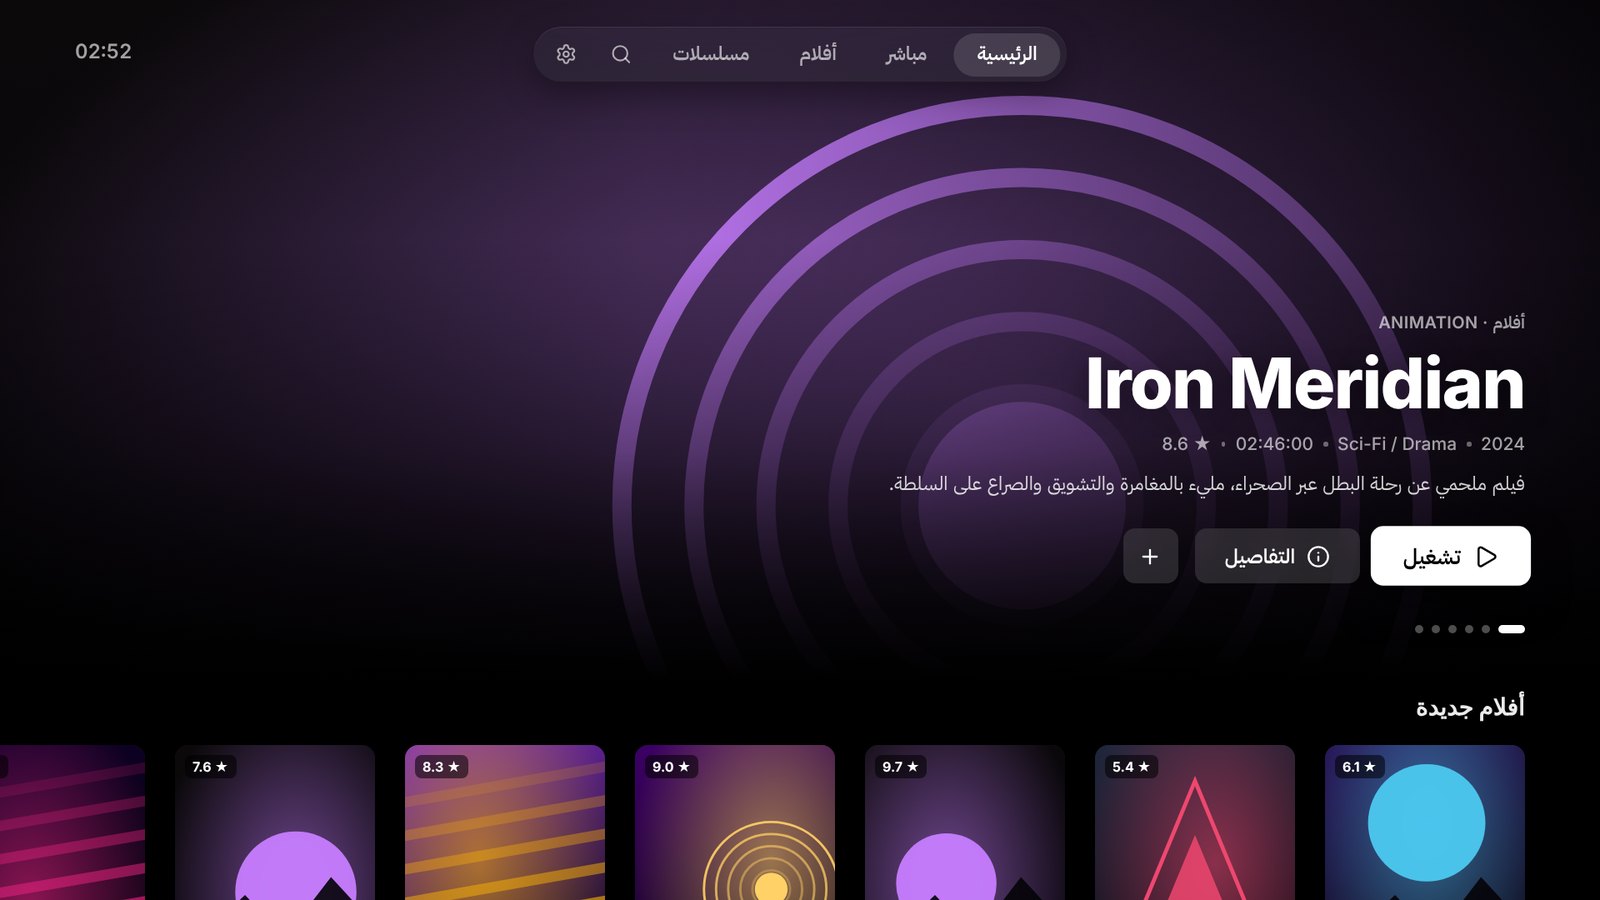 02:52
الرئيسية
مباشر
أفلام
مسلسلات
أفلام · ANIMATION
Iron Meridian
2024 • Sci-Fi / Drama • 02:46:00 • ★ 8.6
فيلم ملحمي عن رحلة البطل عبر الصحراء، مليء بالمغامرة والتشويق والصراع على السلطة.
تشغيل
التفاصيل
أفلام جديدة
★ 6.1
★ 5.4
★ 9.7
★ 9.0
★ 8.3
★ 7.6